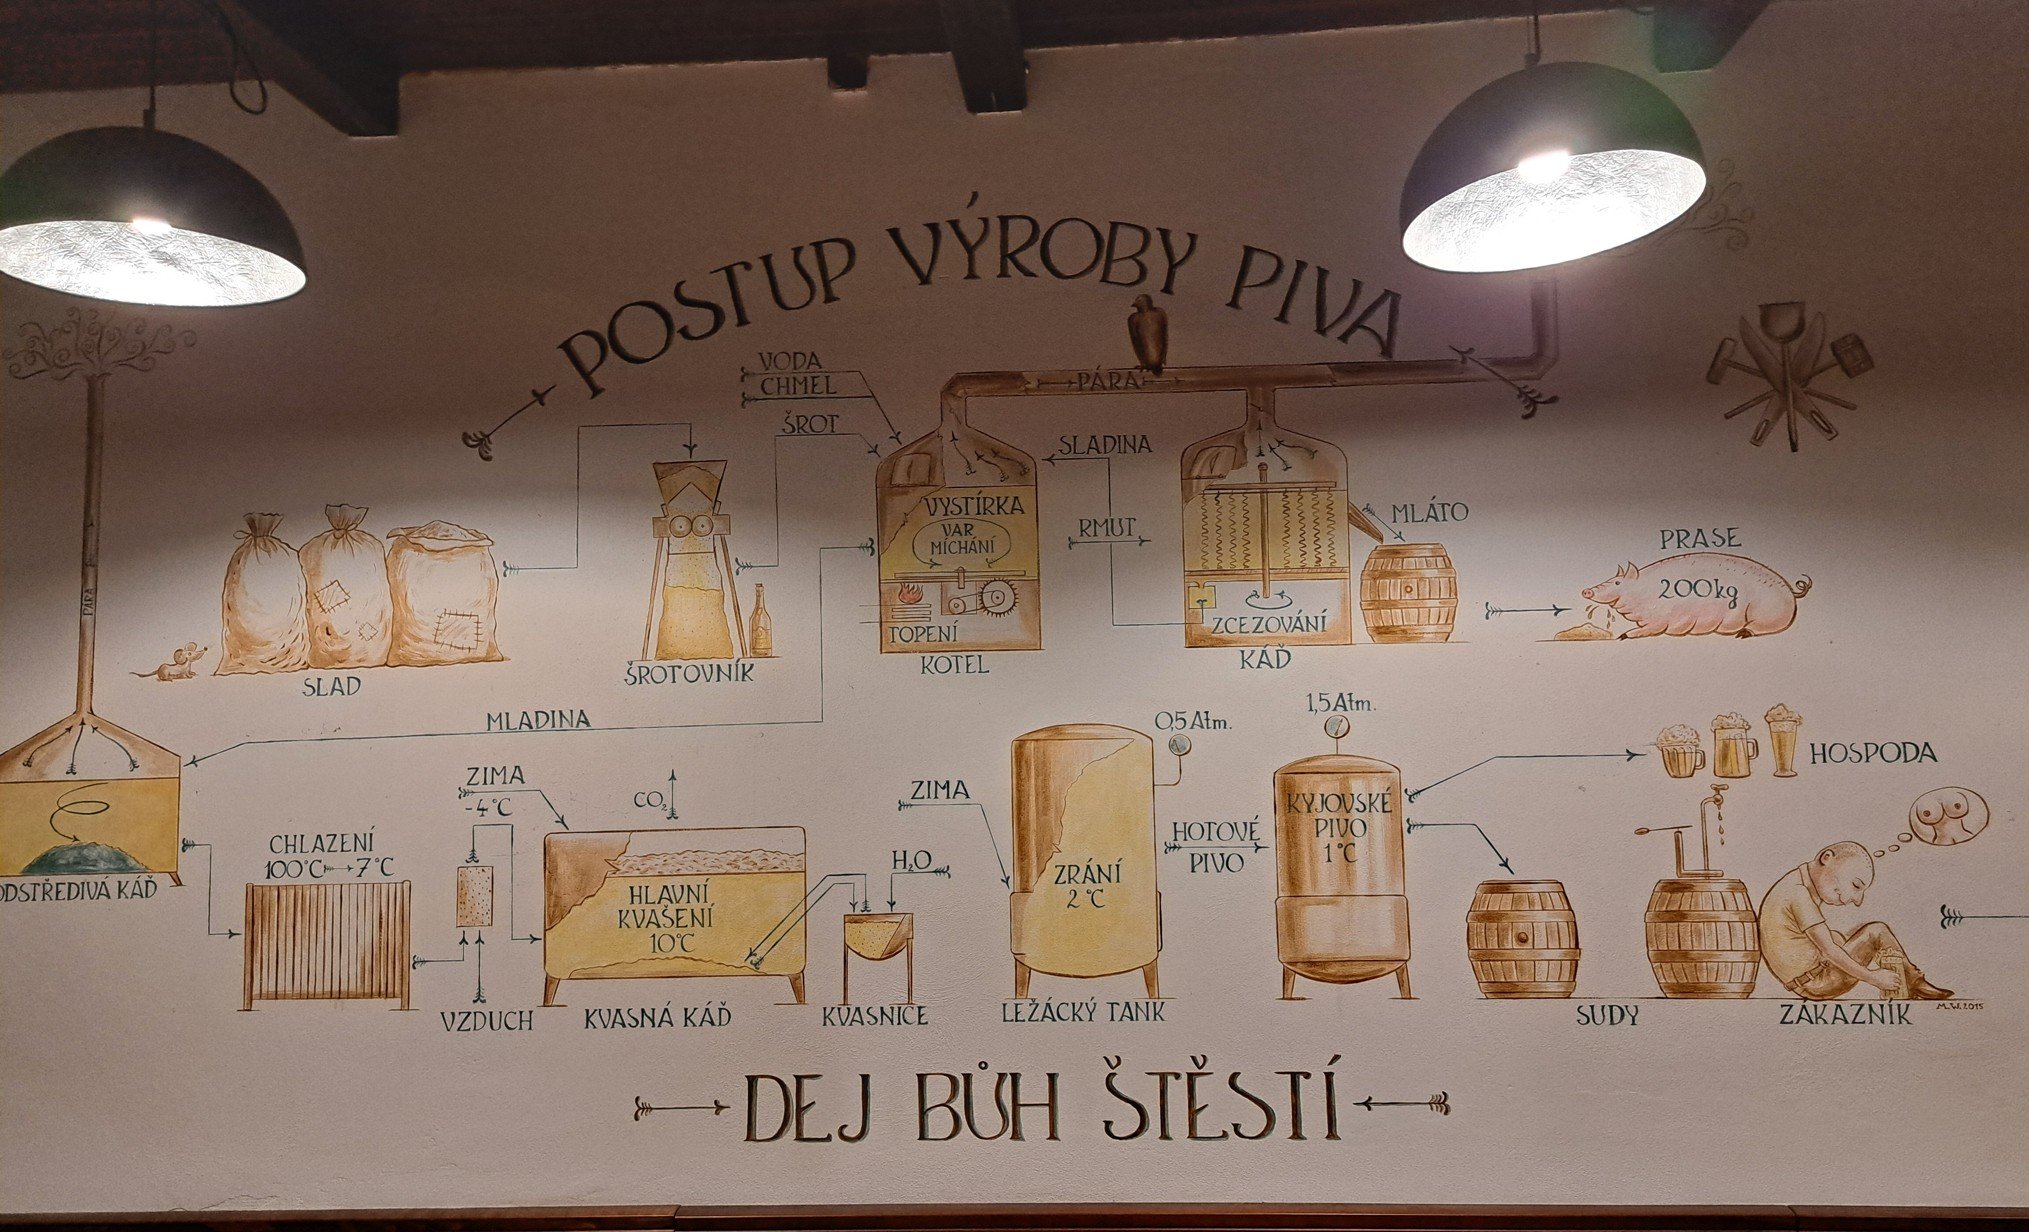 POSTUP VÝROBY PIVA
VODA
CHMEL
ŠROT
PÁRA
SLADINA
VYSTÍRKA
VAR
MÍCHÁNÍ
RMUT
MLÁTO
PRASE
200kg
TOPENÍ
KOTEL
ZCEZOVÁNÍ
KÁĎ
PÁRA
SLAD
ŠROTOVNÍK
MLADINA
ODSTŘEDIVÁ KÁĎ
CHLAZENÍ
100°C 7°C
ZIMA
-4°C
CO2
VZDUCH
HLAVNÍ
KVAŠENÍ
10°C
KVASNÁ KÁĎ
H2O
KVASNICE
ZIMA
0,5 Atm.
ZRÁNÍ
2°C
LEŽÁCKÝ TANK
HOTOVÉ
PIVO
1,5 Atm.
KYJOVSKÉ
PIVO
1°C
HOSPODA
SUDY
ZÁKAZNÍK
M.W. 2015
DEJ BŮH ŠTĚSTÍ